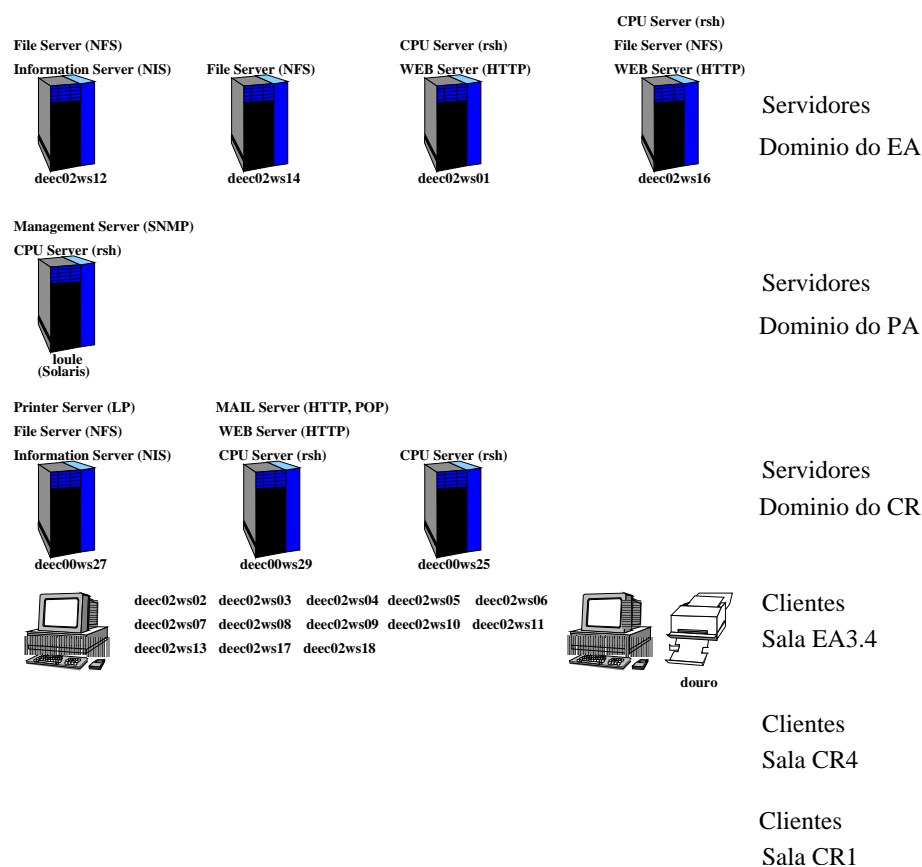 CPU Server (rsh)
File Server (NFS) CPU Server (rsh) File Server (NFS)
Information Server (NIS) File Server (NFS) WEB Server (HTTP) WEB Server (HTTP)
Servidores
Dominio do EA
deec02ws12 deec02ws14 deec02ws01 deec02ws16
Management Server (SNMP)
CPU Server (rsh)
Servidores
Dominio do PA
loule
(Solaris)
Printer Server (LP) MAIL Server (HTTP, POP)
File Server (NFS) WEB Server (HTTP)
Information Server (NIS) CPU Server (rsh) CPU Server (rsh)
Servidores
Dominio do CR
deec00ws27 deec00ws29 deec00ws25
deec02ws02 deec02ws03 deec02ws04 deec02ws05 deec02ws06
Clientes
deec02ws07 deec02ws08 deec02ws09 deec02ws10 deec02ws11
Sala EA3.4
deec02ws13 deec02ws17 deec02ws18
douro
Clientes
Sala CR4
Clientes
Sala CR1